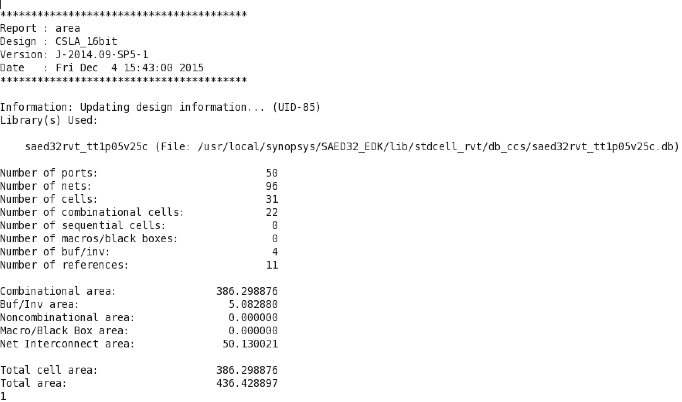 ****************************************
Report : area
Design : CSLA_16bit
Version: J-2014.09-SP5-1
Date   : Fri Dec  4 15:43:00 2015
****************************************
Information: Updating design information... (UID-85)
Library(s) Used:
    saed32rvt_tt1p05v25c (File: /usr/local/synopsys/SAED32_EDK/lib/stdcell_rvt/db_ccs/saed32rvt_tt1p05v25c.db)
Number of ports:                           50
Number of nets:                            96
Number of cells:                           31
Number of combinational cells:             22
Number of sequential cells:                 0
Number of macros/black boxes:               0
Number of buf/inv:                          4
Number of references:                      11
Combinational area:                386.298876
Buf/Inv area:                        5.082880
Noncombinational area:               0.000000
Macro/Black Box area:                0.000000
Net Interconnect area:              50.130021
Total cell area:                   386.298876
Total area:                        436.428897
1